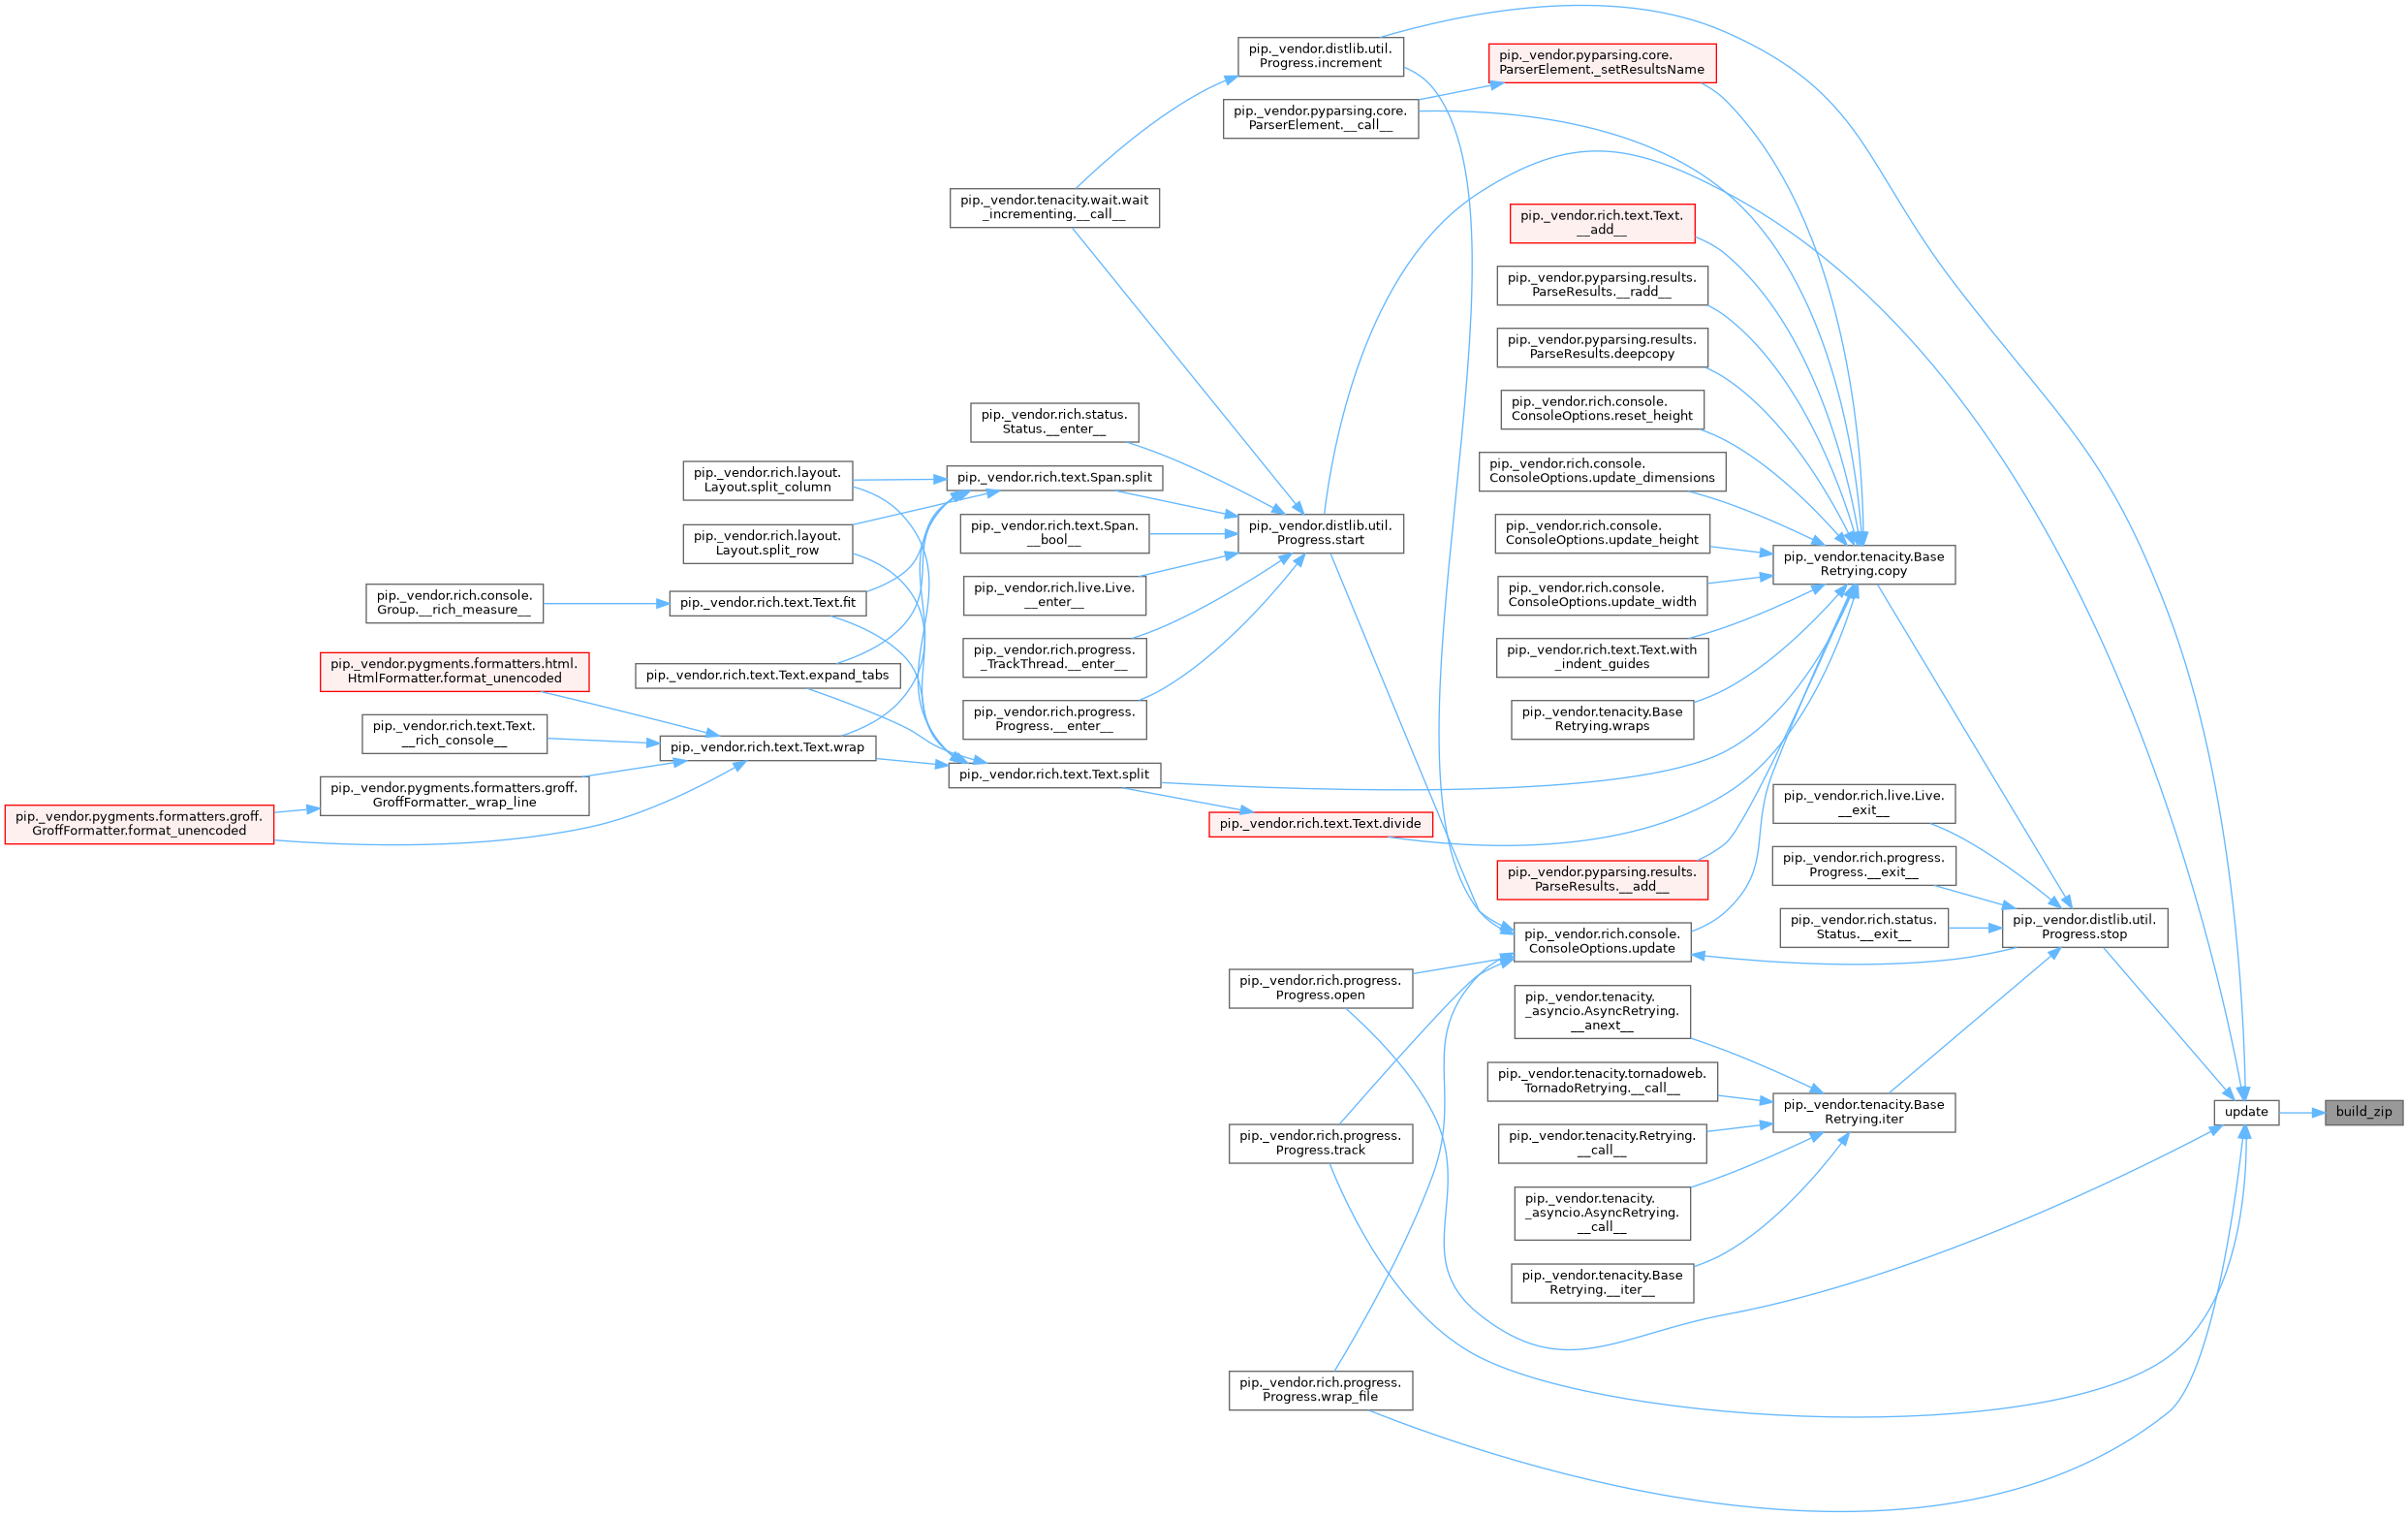 pip._vendor.distlib.util.
Progress.increment
pip._vendor.pyparsing.core.
ParserElement._setResultsName
pip._vendor.pyparsing.core.
ParserElement.__call__
pip._vendor.tenacity.wait.wait
_incrementing.__call__
pip._vendor.rich.text.Text.
__add__
pip._vendor.pyparsing.results.
ParseResults.__radd__
pip._vendor.pyparsing.results.
ParseResults.deepcopy
pip._vendor.rich.console.
ConsoleOptions.reset_height
pip._vendor.rich.status.
Status.__enter__
pip._vendor.rich.console.
ConsoleOptions.update_dimensions
pip._vendor.rich.layout.
Layout.split_column
pip._vendor.rich.text.Span.split
pip._vendor.rich.layout.
Layout.split_row
pip._vendor.rich.text.Span.
__bool__
pip._vendor.distlib.util.
Progress.start
pip._vendor.rich.console.
ConsoleOptions.update_height
pip._vendor.tenacity.Base
Retrying.copy
pip._vendor.rich.console.
Group.__rich_measure__
pip._vendor.rich.text.Text.fit
pip._vendor.rich.live.Live.
__enter__
pip._vendor.rich.console.
ConsoleOptions.update_width
pip._vendor.pygments.formatters.html.
HtmlFormatter.format_unencoded
pip._vendor.rich.text.Text.expand_tabs
pip._vendor.rich.progress.
_TrackThread.__enter__
pip._vendor.rich.text.Text.with
_indent_guides
pip._vendor.rich.text.Text.
__rich_console__
pip._vendor.rich.text.Text.wrap
pip._vendor.rich.progress.
Progress.__enter__
pip._vendor.tenacity.Base
Retrying.wraps
pip._vendor.pygments.formatters.groff.
GroffFormatter._wrap_line
pip._vendor.rich.text.Text.split
pip._vendor.pygments.formatters.groff.
GroffFormatter.format_unencoded
pip._vendor.rich.text.Text.divide
pip._vendor.rich.live.Live.
__exit__
pip._vendor.pyparsing.results.
ParseResults.__add__
pip._vendor.rich.progress.
Progress.__exit__
pip._vendor.rich.console.
ConsoleOptions.update
pip._vendor.rich.status.
Status.__exit__
pip._vendor.distlib.util.
Progress.stop
pip._vendor.rich.progress.
Progress.open
pip._vendor.tenacity.
_asyncio.AsyncRetrying.
__anext__
pip._vendor.tenacity.tornadoweb.
TornadoRetrying.__call__
pip._vendor.tenacity.Base
Retrying.iter
update
build_zip
pip._vendor.rich.progress.
Progress.track
pip._vendor.tenacity.Retrying.
__call__
pip._vendor.tenacity.
_asyncio.AsyncRetrying.
__call__
pip._vendor.tenacity.Base
Retrying.__iter__
pip._vendor.rich.progress.
Progress.wrap_file